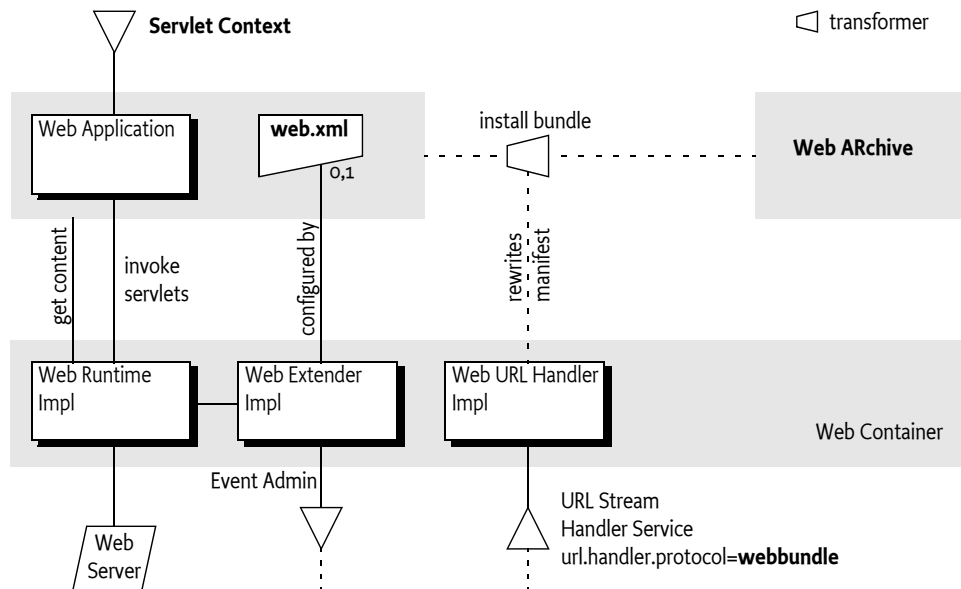 Servlet Context
transformer
Web Application
web.xml
0,1
install bundle
Web ARchive
get content
invoke
servlets
configured by
rewrites
manifest
Web Runtime
Impl
Web Extender
Impl
Web URL Handler
Impl
Web Container
Event Admin
Web
Server
URL Stream
Handler Service
url.handler.protocol=webbundle